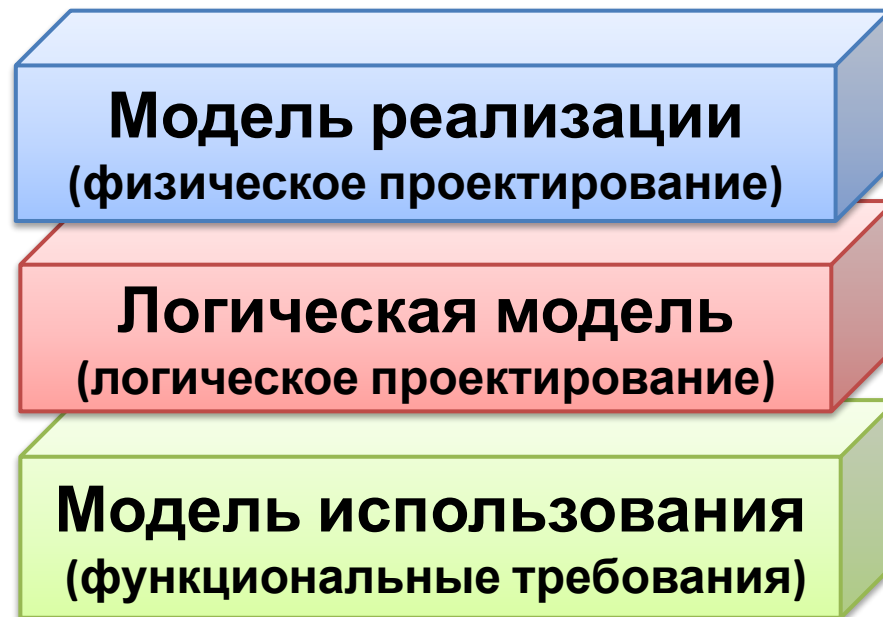 Модель реализации
(физическое проектирование)
Логическая модель
(логическое проектирование)
Модель использования
(функциональные требования)